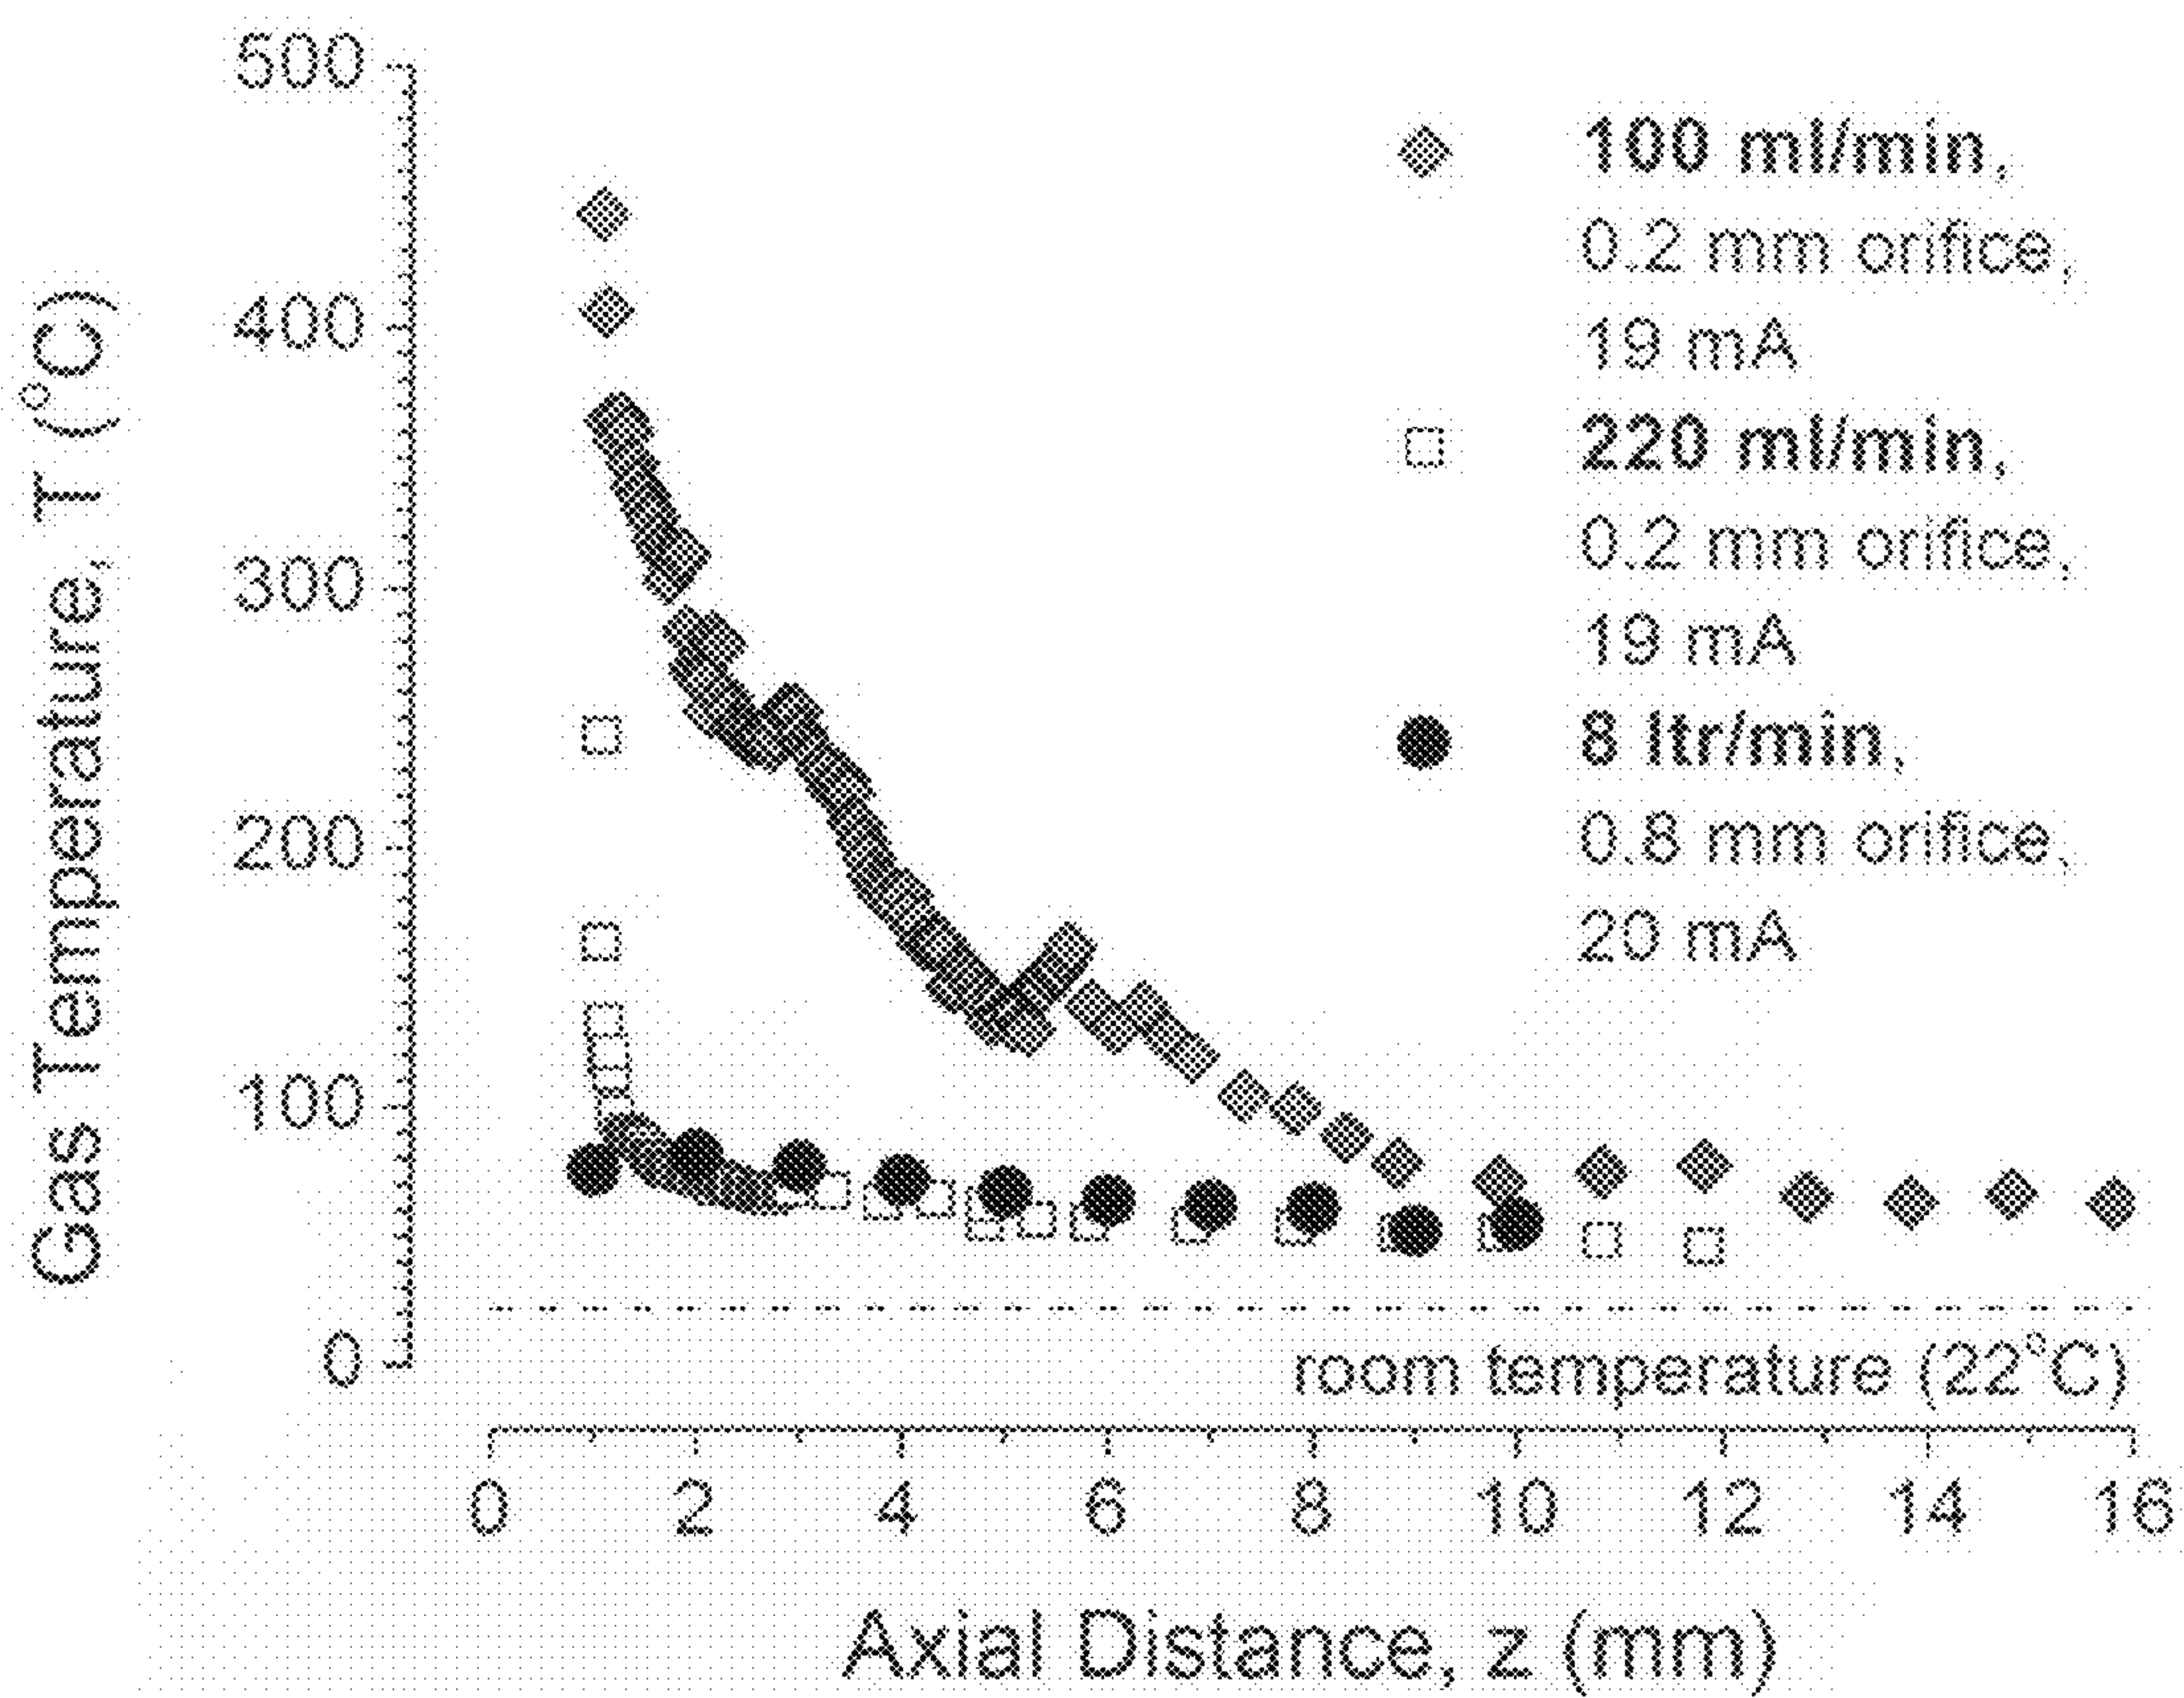 500
400
300
200
100
0
Gas Temperature, T (°C)
100 ml/min,
0.2 mm orifice,
19 mA
220 ml/min,
0.2 mm orifice,
19 mA
8 ltr/min,
0.8 mm orifice,
20 mA
room temperature (22°C)
0 2 4 6 8 10 12 14 16
Axial Distance, z (mm)